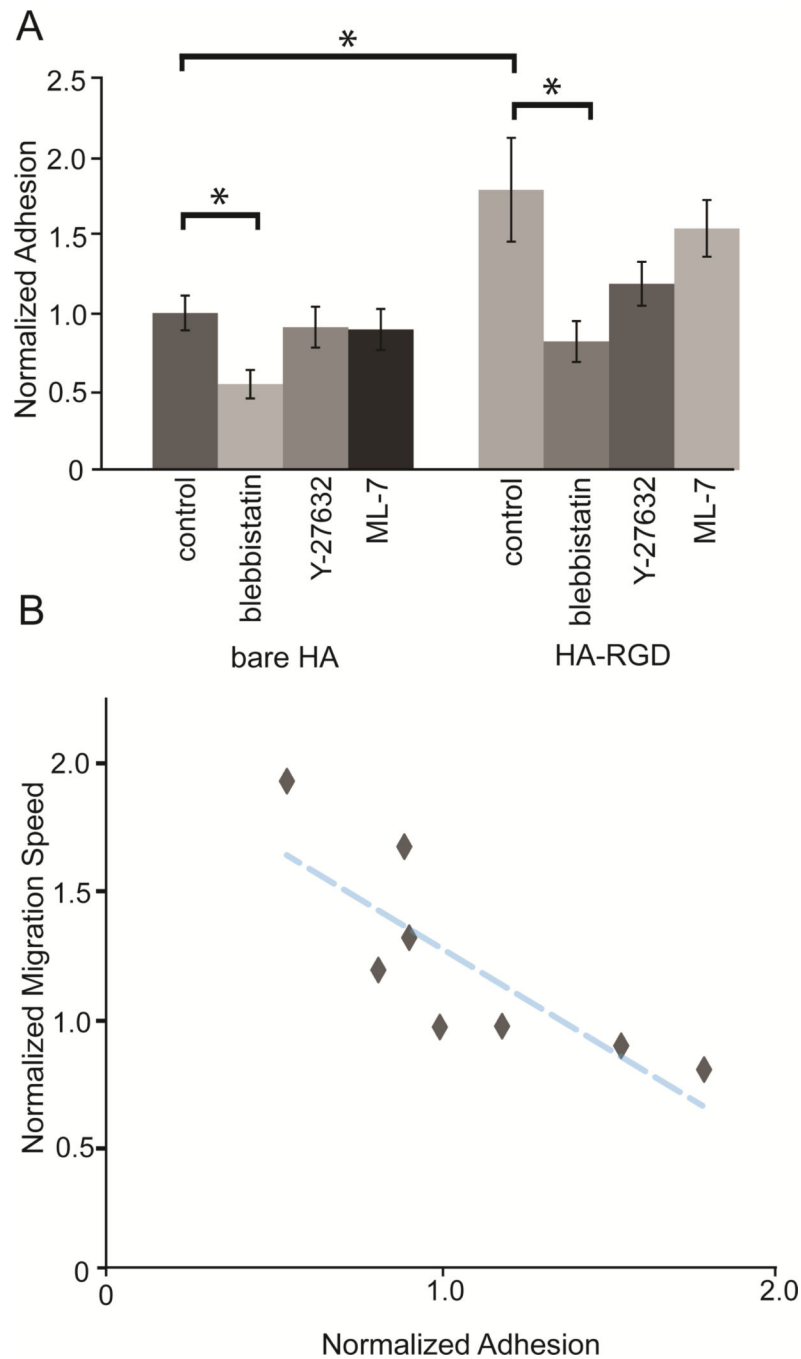 A
*
*
*
2.5
2.0
1.5
1.0
0.5
0
Normalized Adhesion
control
blebbistatin
Y-27632
ML-7
control
blebbistatin
Y-27632
ML-7
bare HA
HA-RGD
B
2.0
1.5
1.0
0.5
0
Normalized Migration Speed
0
1.0
2.0
Normalized Adhesion